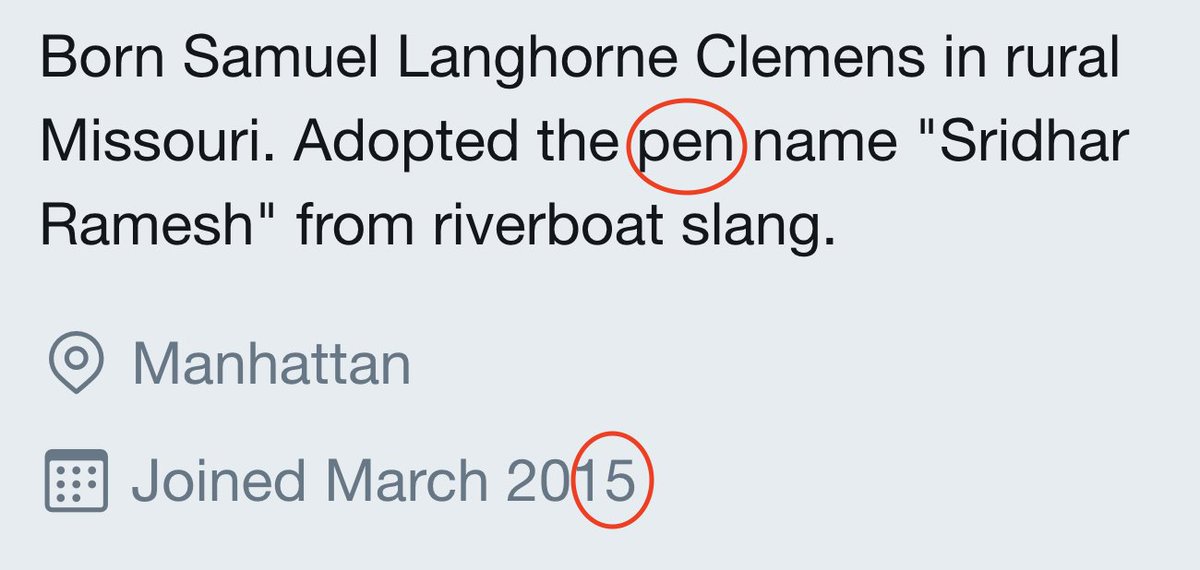 Born Samuel Langhorne Clemens in rural
Missouri. Adopted the pen name "Sridhar
Ramesh" from riverboat slang.
Manhattan
Joined March 2015